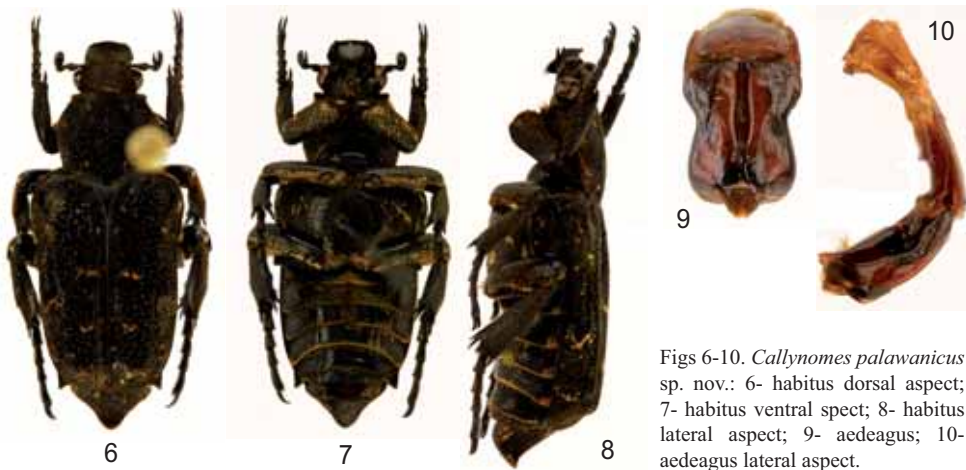 10
9
6
7
8
Figs 6-10. Callynomes palawanicus
sp. nov.: 6- habitus dorsal aspect;
7- habitus ventral spect; 8- habitus
lateral aspect; 9- aedeagus; 10-
aedeagus lateral aspect.